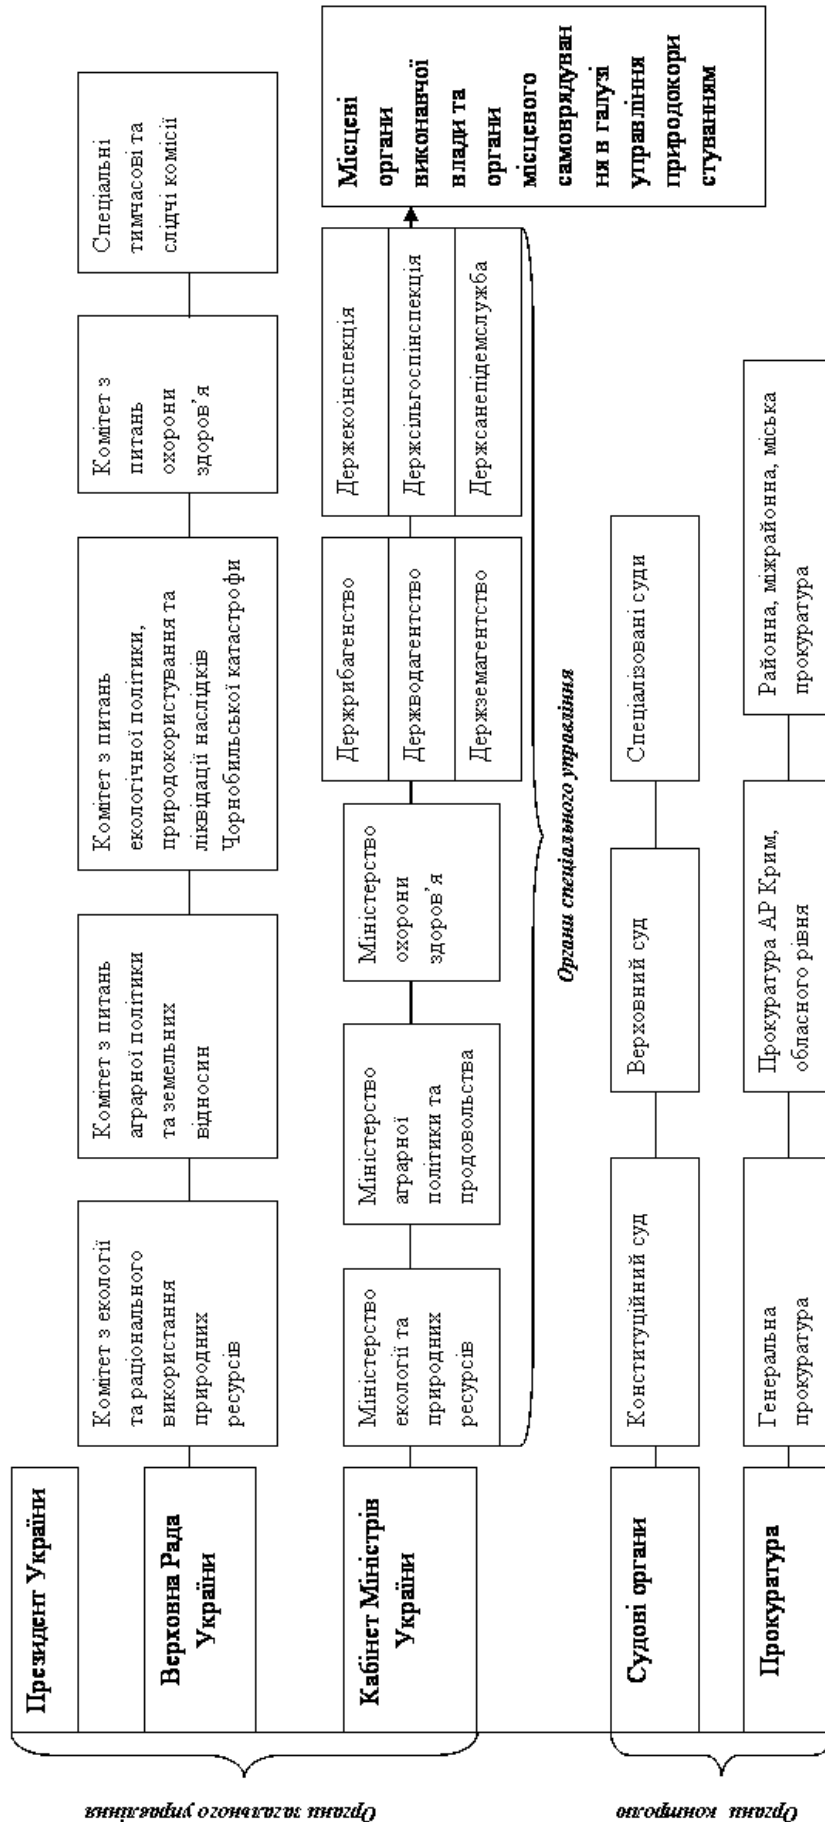 Органи загального управління
Президент України
Верховна Рада
України
Комітет з екології
та раціонального
використання
природних
ресурсів
Комітет з питань
аграрної політики
та земельних
відносин
Комітет з питань
екологічної політики,
природокористування та
ліквідації наслідків
Чорнобильської катастрофи
Комітет з
питань
охорони
здоров’я
Спеціальні
тимчасові та
слідчі комісії
Кабінет Міністрів
України
Міністерство
екології та
природних
ресурсів
Міністерство
аграрної
політики та
продовольства
Міністерство
охорони
здоров’я
Держрибагенство
Держводагентство
Держземагентство
Держекоінспекція
Держсільгоспінспекція
Держсанепідемслужба
Місцеві
органи
виконавчої
влади та
органи
місцевого
самоврядуван
ня в галузі
управління
природокори
стуванням
Органи спеціального управління
Органи контролю
Судові органи
Конституційний суд
Верховний суд
Спеціалізовані суди
Прокуратура
Генеральна
прокуратура
Прокуратура АР Крим,
обласного рівня
Районна, міжрайонна, міська
прокуратура